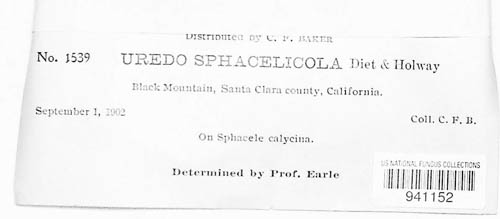 Distributed by C. F. BAKER
No. 1539 UREDO SPHACELICOLA Diet & Holway
Black Mountain, Santa Clara county, California.
September 1, 1902 Coll. C. F. B.
On Sphacele calycina.
Determined by Prof. Earle
US NATIONAL FUNGUS COLLECTIONS
941152